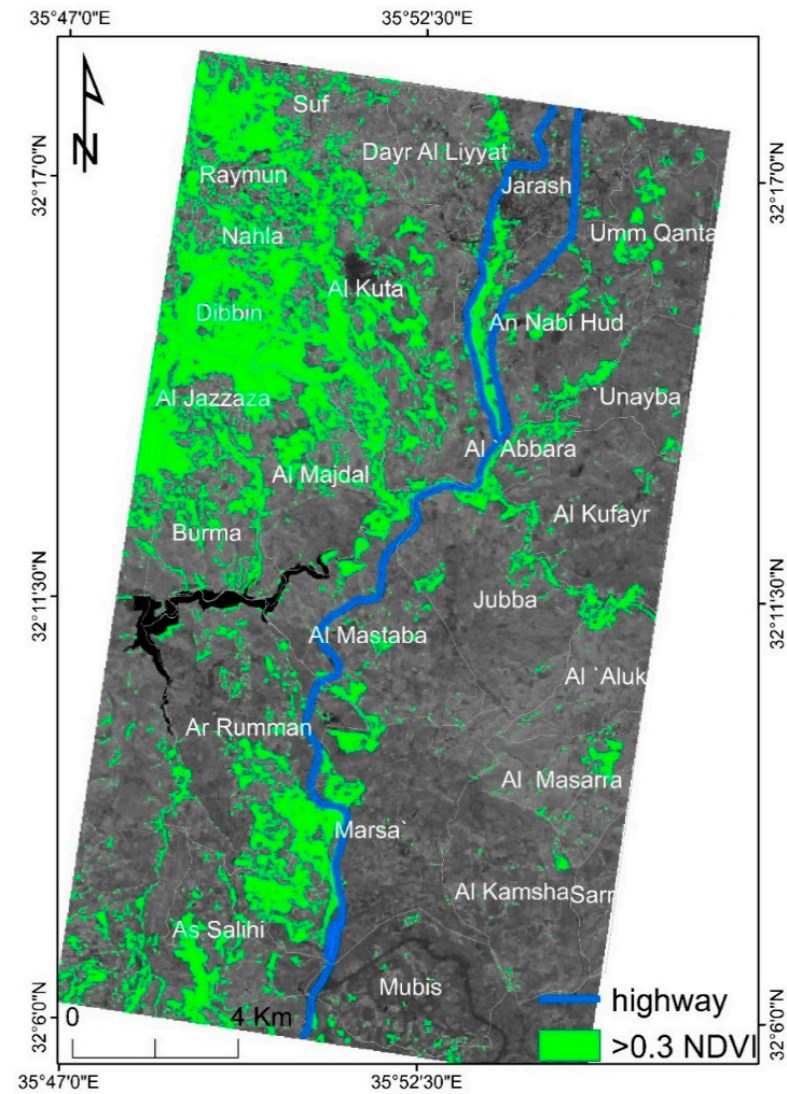 35°47'0"E
35°52'30"E
N
32°17'0"N
32°17'0"N
Suf
Dayr Al Liyyat
Raymun
Jarash
Nahla
Umm Qanta
Al Kuta
Dibbin
An Nabi Hud
Al Jazzaza
`Unayba
Al `Abbara
Al Majdal
Al Kufayr
Burma
32°11'30"N
32°11'30"N
Jubba
Al Mastaba
Al `Aluk
Ar Rumman
Al Masarra
Marsa`
Al Kamsha
Sarr
As Salihi
Mubis
32°6'0"N
32°6'0"N
highway
0
4 Km
>0.3 NDVI
35°47'0"E
35°52'30"E